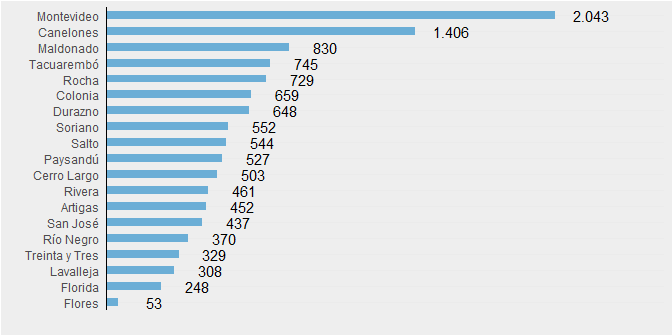 Montevideo 2.043
Canelones 1.406
Maldonado 830
Tacuarembó 745
Rocha 729
Colonia 659
Durazno 648
Soriano 552
Salto 544
Paysandú 527
Cerro Largo 503
Rivera 461
Artigas 452
San José 437
Río Negro 370
Treinta y Tres 329
Lavalleja 308
Florida 248
Flores 53